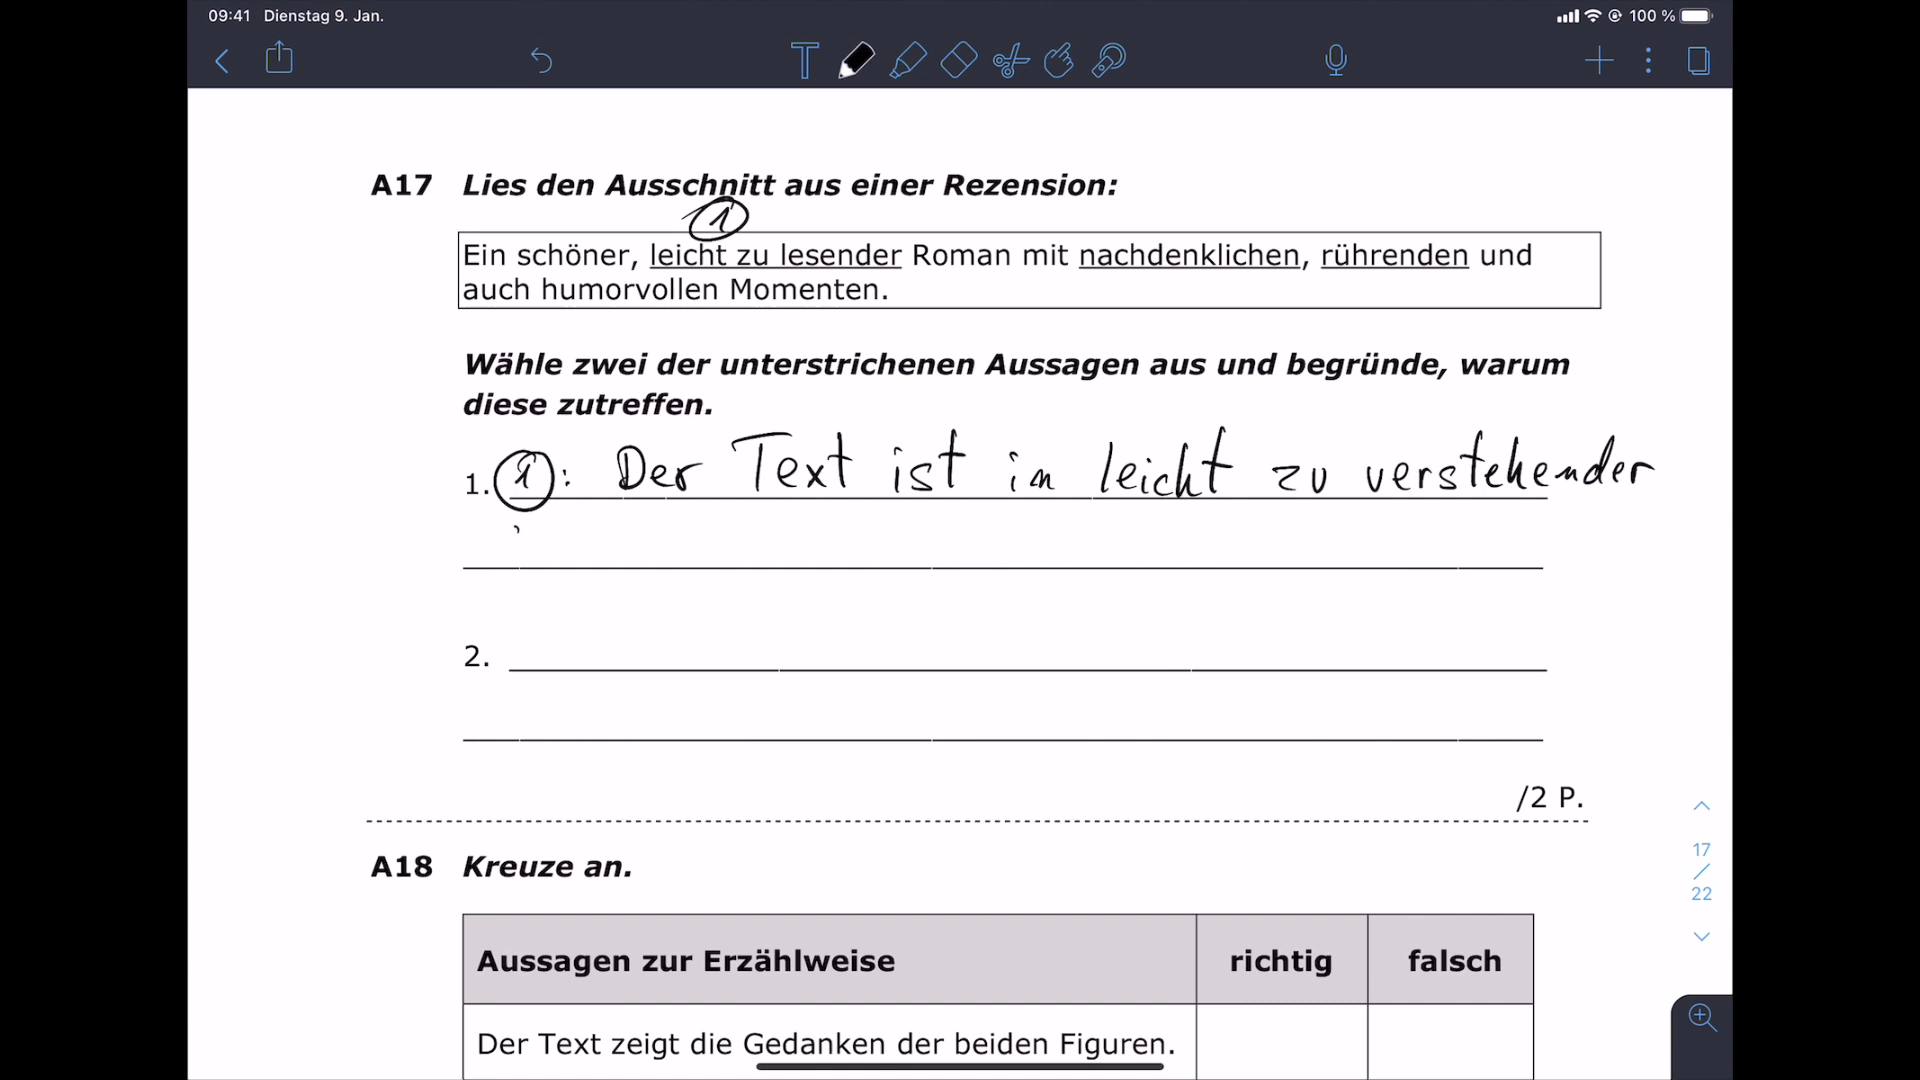 09:41 Dienstag 9. Jan. 100 %
A17 Lies den Ausschnitt aus einer Rezension:
1
Ein schöner, leicht zu lesender Roman mit nachdenklichen, rührenden und
auch humorvollen Momenten.
Wähle zwei der unterstrichenen Aussagen aus und begründe, warum
diese zutreffen.
1. 1: Der Text ist in leicht zu verstehender
2.
/2 P.
A18 Kreuze an.
Aussagen zur Erzählweise richtig falsch
Der Text zeigt die Gedanken der beiden Figuren.
17
/
22